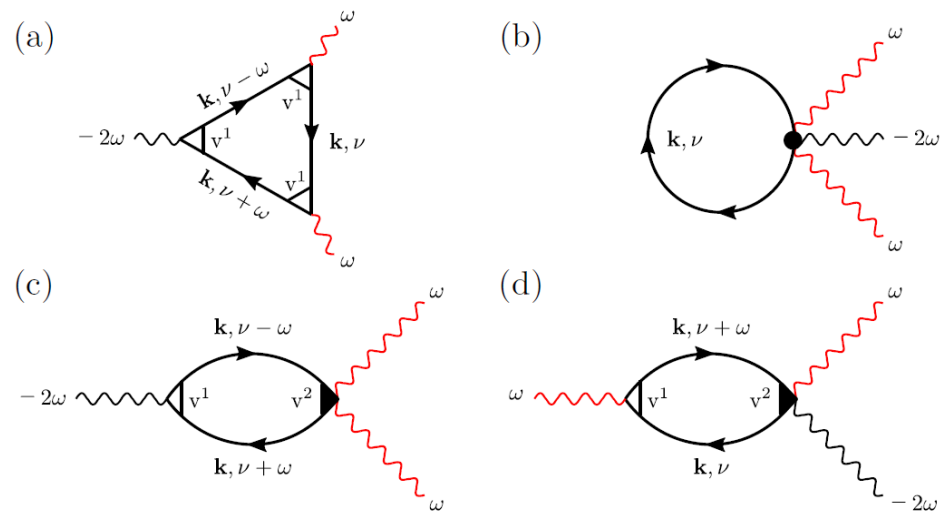 (a)
ω
k, ν − ω
v¹
− 2ω
v¹
k, ν
v¹
k, ν + ω
ω
(b)
ω
k, ν
− 2ω
ω
(c)
ω
k, ν − ω
− 2ω
v¹
v²
k, ν + ω
ω
(d)
ω
k, ν + ω
ω
v¹
v²
k, ν
− 2ω